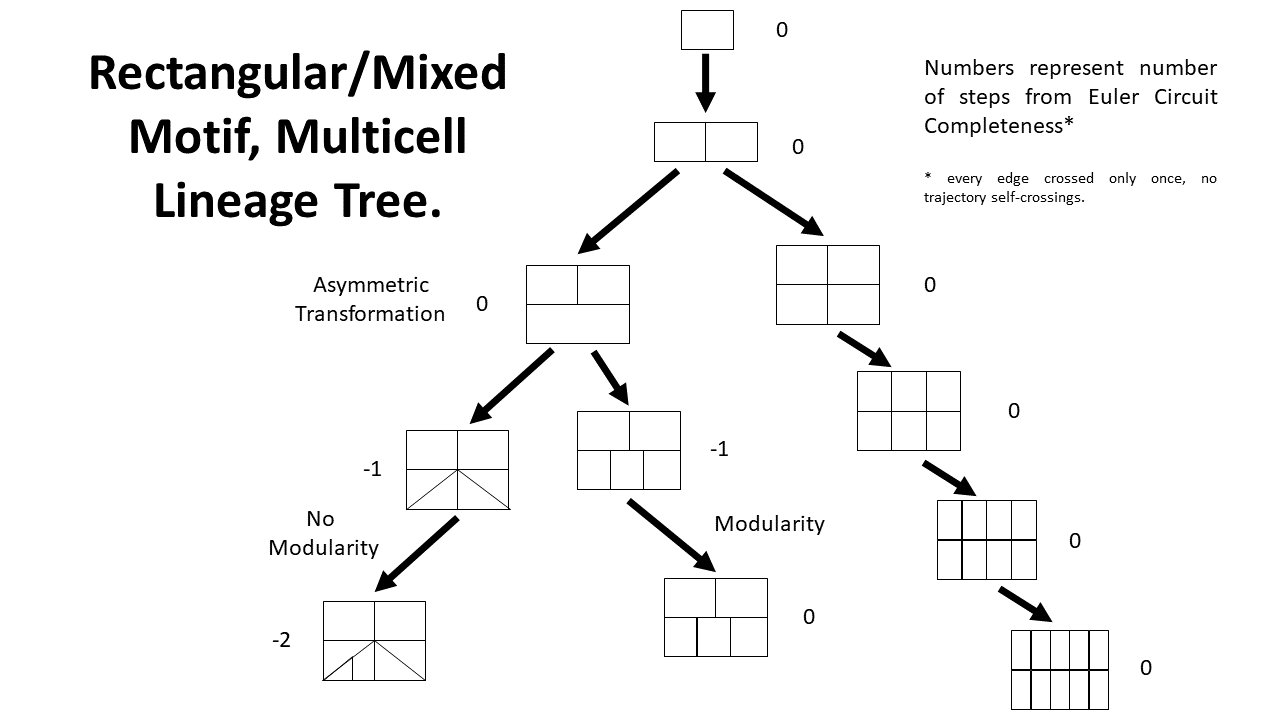 Rectangular/Mixed
Motif, Multicell
Lineage Tree.
0
Numbers represent number
of steps from Euler Circuit
Completeness*
* every edge crossed only once, no
trajectory self-crossings.
0
Asymmetric
Transformation
0
0
0
-1
-1
No
Modularity
Modularity
0
-2
0
0